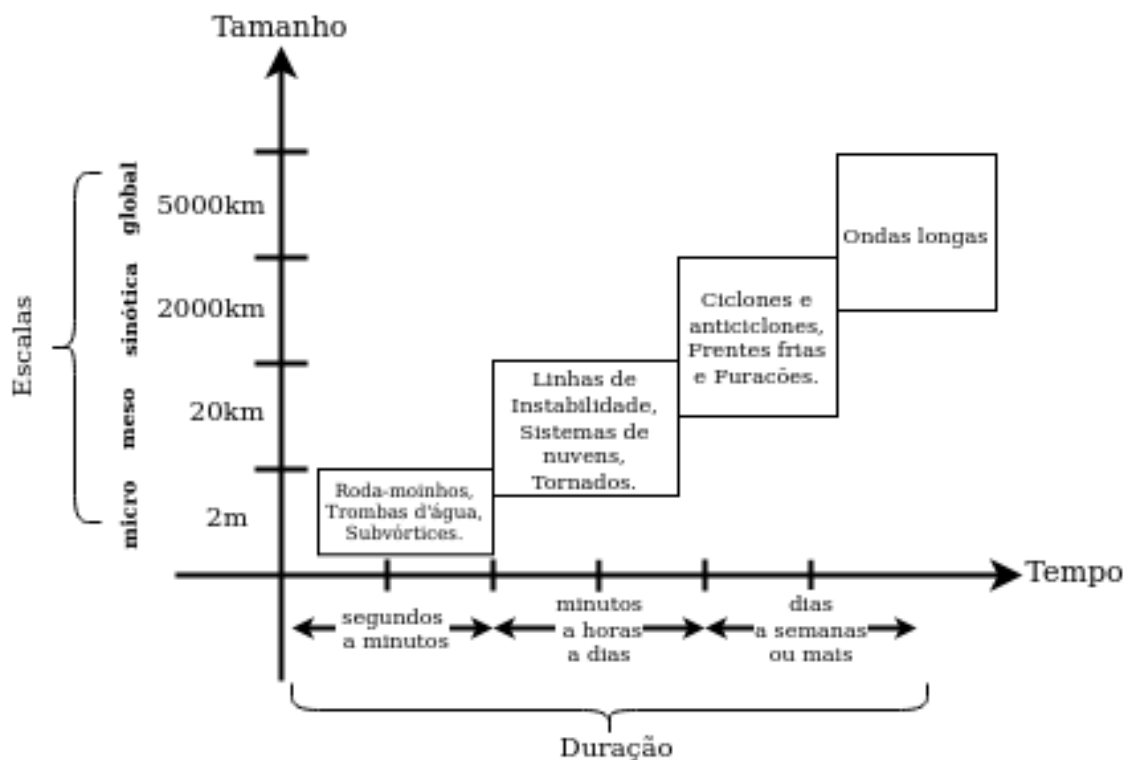 Tamanho
Escalas
global
sinótica
meso
micro
5000km
2000km
20km
2m
Ondas longas
Ciclones e
anticiclones,
Frentes frias
e Furacões.
Linhas de
Instabilidade,
Sistemas de
nuvens,
Tornados.
Roda-moinhos,
Trombas d'água,
Subvórtices.
Tempo
segundos
a minutos
minutos
a horas
a dias
dias
a semanas
ou mais
Duração